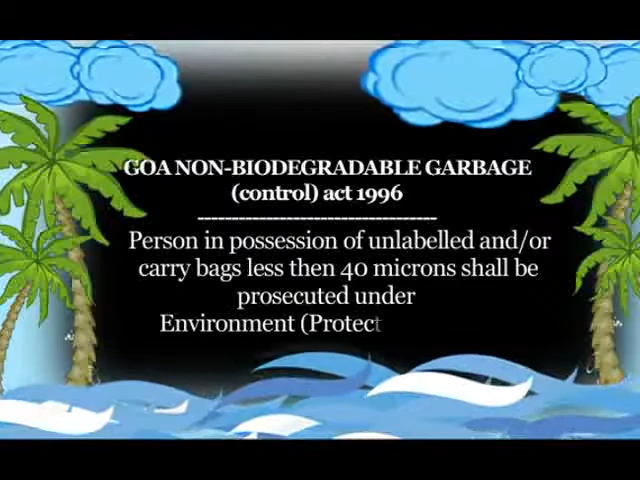 GOA NON-BIODEGRADABLE GARBAGE
(control) act 1996
-----------------------------------
Person in possession of unlabelled and/or
carry bags less then 40 microns shall be
prosecuted under
Environment (Protect